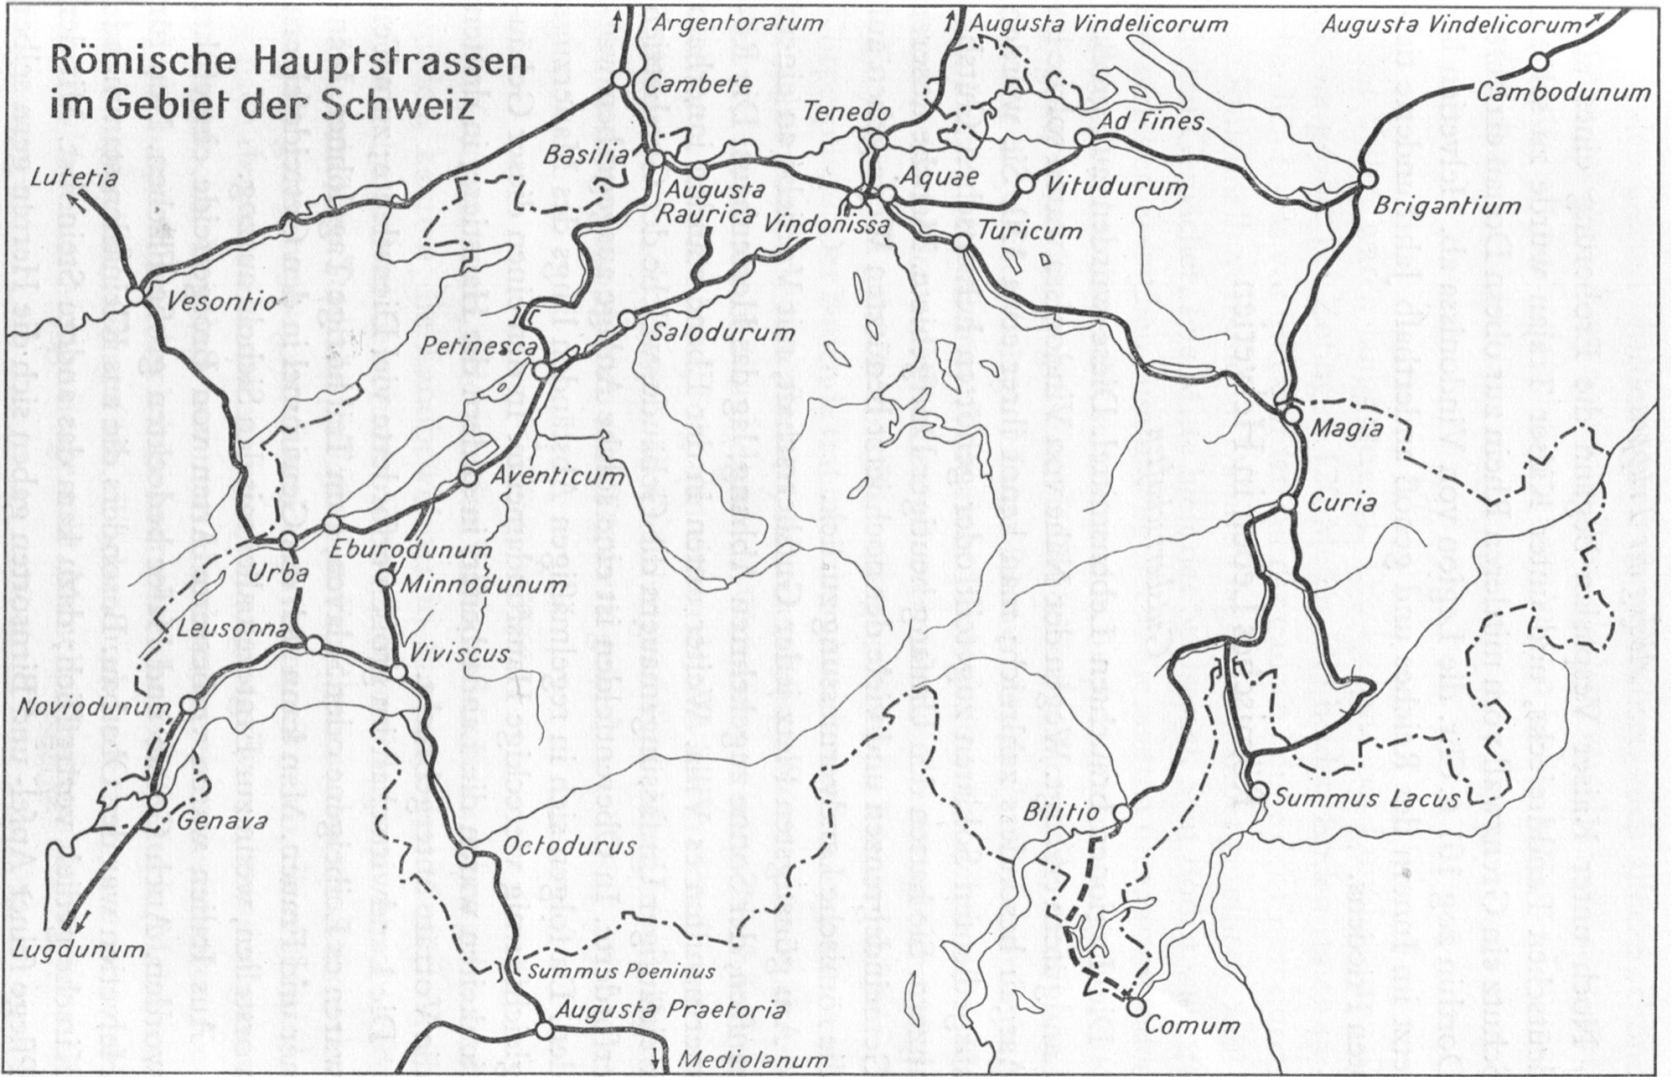 Römische Hauptstrassen
im Gebiet der Schweiz
Argentoratum
Augusta Vindelicorum
Augusta Vindelicorum
Cambete
Cambodunum
Tenedo
Ad Fines
Basilia
Lutetia
Augusta
Raurica
Aquae
Vitudurum
Brigantium
Vindonissa
Turicum
Vesontio
Salodurum
Petinesca
Magia
Aventicum
Curia
Eburodunum
Urba
Minnodunum
Leusonna
Viviscus
Noviodunum
Genava
Bilitio
Summus Lacus
Octodurus
Lugdunum
Summus Poeninus
Augusta Praetoria
Comum
Mediolanum